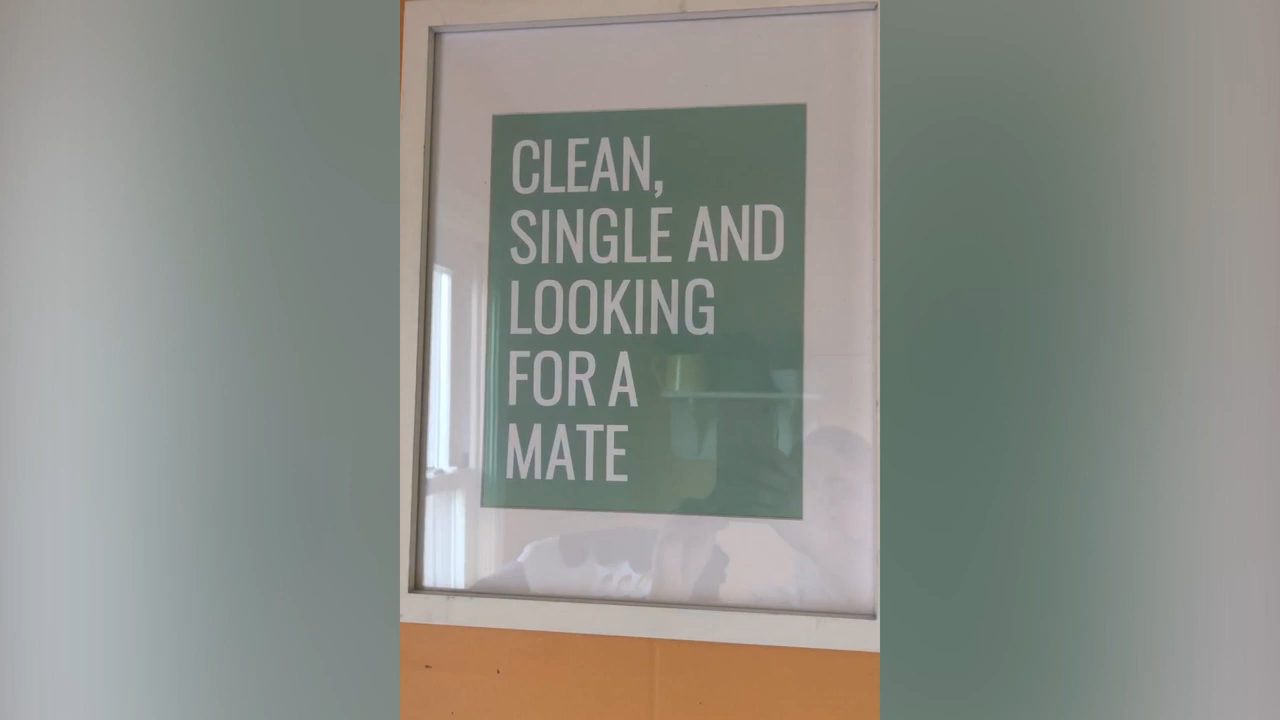 CLEAN,
SINGLE AND
LOOKING
FOR A
MATE